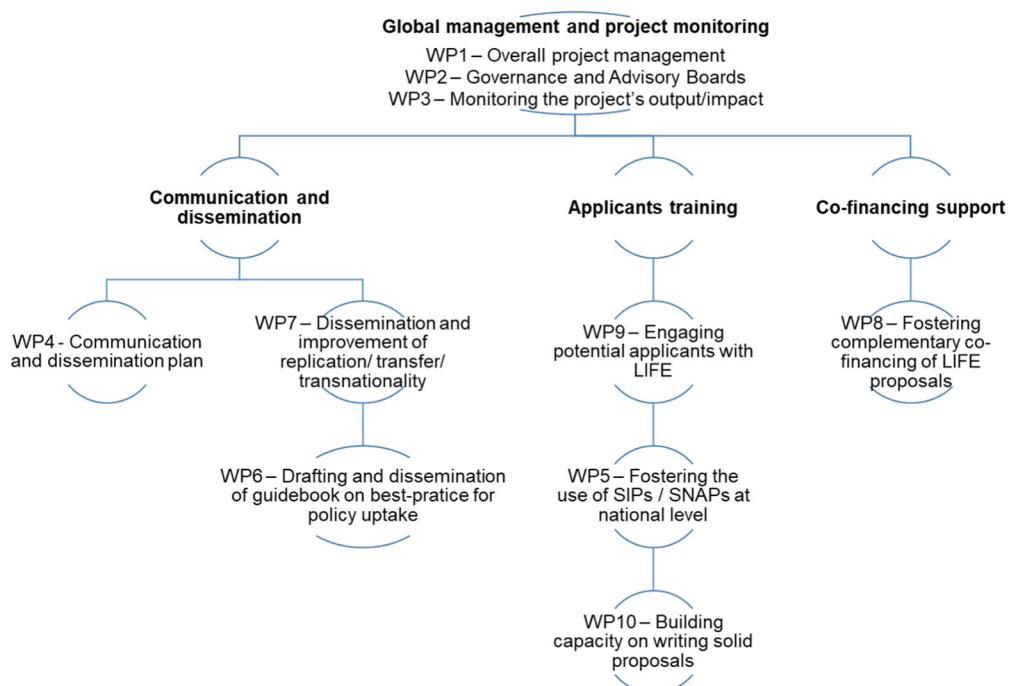 Global management and project monitoring
WP1 – Overall project management
WP2 – Governance and Advisory Boards
WP3 – Monitoring the project's output/impact
Communication and
dissemination
Applicants training
Co-financing support
WP4 - Communication
and dissemination plan
WP7 – Dissemination and
improvement of
replication/ transfer/
transnationality
WP9 – Engaging
potential applicants with
LIFE
WP8 – Fostering
complementary co-
financing of LIFE
proposals
WP6 – Drafting and dissemination
of guidebook on best-pratice for
policy uptake
WP5 – Fostering the
use of SIPs / SNAPs at
national level
WP10 – Building
capacity on writing solid
proposals